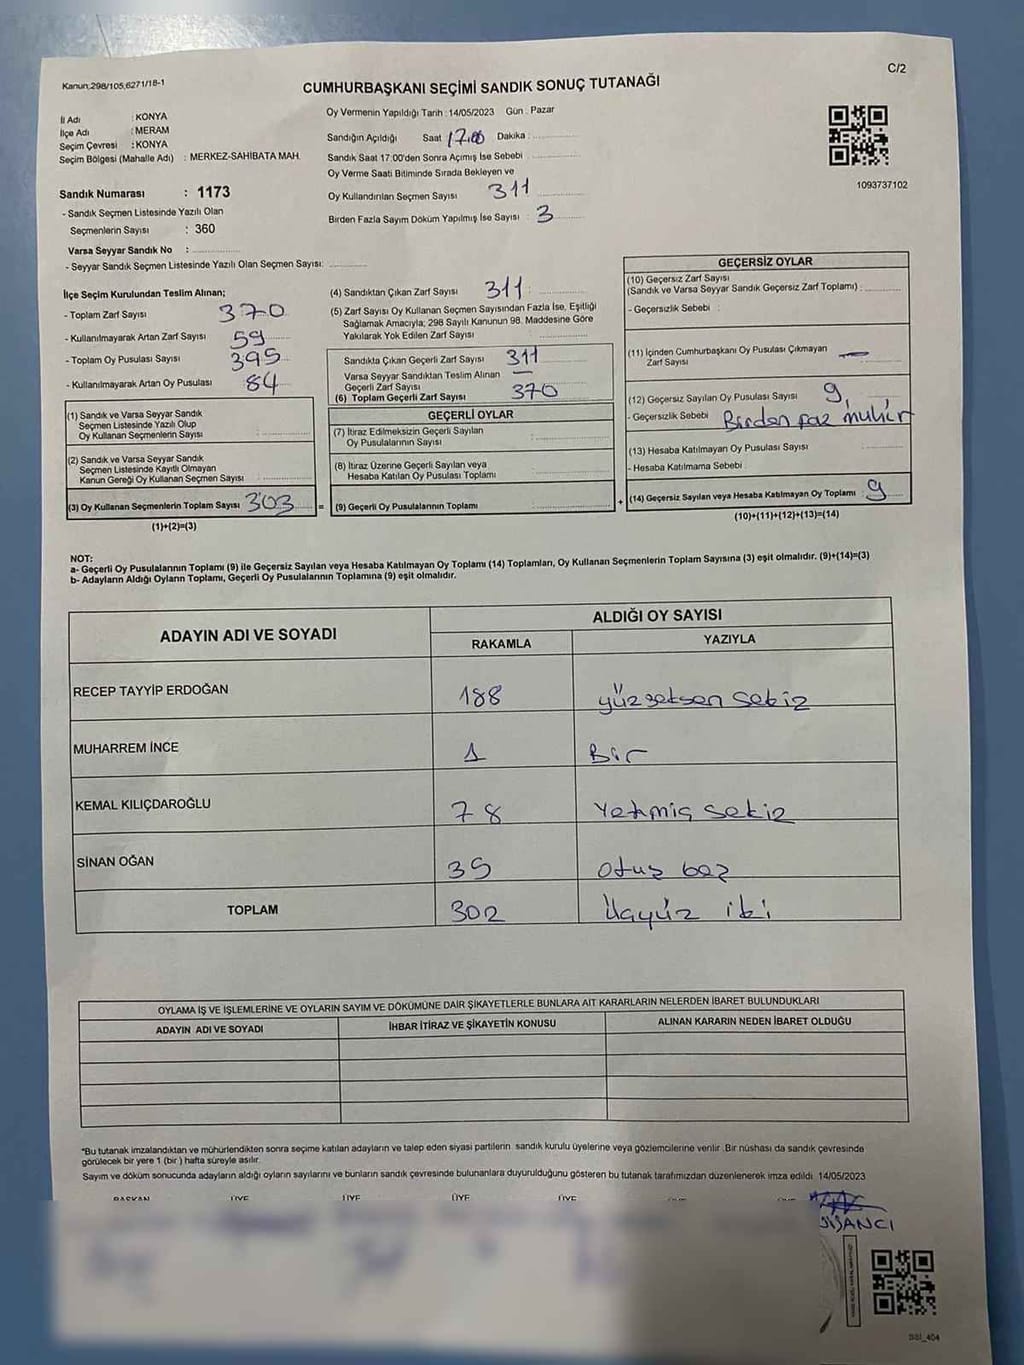 Kanun;298/105,6271/18-1
C/2
CUMHURBAŞKANI SEÇİMİ SANDIK SONUÇ TUTANAĞI
İl Adı : KONYA
İlçe Adı : MERAM
Seçim Çevresi : KONYA
Seçim Bölgesi (Mahalle Adı) : MERKEZ-SAHİBATA MAH.
Sandık Numarası : 1173
- Sandık Seçmen Listesinde Yazılı Olan
Seçmenlerin Sayısı : 360
Varsa Seyyar Sandık No :
- Seyyar Sandık Seçmen Listesinde Yazılı Olan Seçmen Sayısı:
Oy Vermenin Yapıldığı Tarih : 14/05/2023 Gün : Pazar
Sandığın Açıldığı Saat 17.00 Dakika :
Sandık Saat 17:00'den Sonra Açımış İse Sebebi :
Oy Verme Saati Bitiminde Sırada Bekleyen ve
Oy Kullandırılan Seçmen Sayısı 311
Birden Fazla Sayım Döküm Yapılmış İse Sayısı : 3
1093737102
İlçe Seçim Kurulundan Teslim Alınan;
- Toplam Zarf Sayısı 370
- Kullanılmayarak Artan Zarf Sayısı 59
- Toplam Oy Pusulası Sayısı 395
- Kullanılmayarak Artan Oy Pusulası 84
(1) Sandık ve Varsa Seyyar Sandık
Seçmen Listesinde Yazılı Olup
Oy Kullanan Seçmenlerin Sayısı :
(2) Sandık ve Varsa Seyyar Sandık
Seçmen Listesinde Kayıtlı Olmayan
Kanun Gereği Oy Kullanan Seçmen Sayısı :
(3) Oy Kullanan Seçmenlerin Toplam Sayısı 303
(1)+(2)=(3)
(4) Sandıktan Çıkan Zarf Sayısı 311
(5) Zarf Sayısı Oy Kullanan Seçmen Sayısından Fazla İse, Eşitliği
Sağlamak Amacıyla; 298 Sayılı Kanunun 98. Maddesine Göre
Yakılarak Yok Edilen Zarf Sayısı :
Sandıkta Çıkan Geçerli Zarf Sayısı 311
Varsa Seyyar Sandıktan Teslim Alınan
Geçerli Zarf Sayısı —
(6) Toplam Geçerli Zarf Sayısı 370
GEÇERLİ OYLAR
(7) İtiraz Edilmeksizin Geçerli Sayılan
Oy Pusulalarının Sayısı :
(8) İtiraz Üzerine Geçerli Sayılan veya
Hesaba Katılan Oy Pusulası Toplamı :
= (9) Geçerli Oy Pusulalarının Toplamı :
GEÇERSİZ OYLAR
(10) Geçersiz Zarf Sayısı
(Sandık ve Varsa Seyyar Sandık Geçersiz Zarf Toplamı) :
- Geçersizlik Sebebi :
(11) İçinden Cumhurbaşkanı Oy Pusulası Çıkmayan
Zarf Sayısı —
(12) Geçersiz Sayılan Oy Pusulası Sayısı 9
- Geçersizlik Sebebi Birden faz muhür
(13) Hesaba Katılmayan Oy Pusulası Sayısı :
- Hesaba Katılmama Sebebi :
+ (14) Geçersiz Sayılan veya Hesaba Katılmayan Oy Toplamı : 9
(10)+(11)+(12)+(13)=(14)
NOT:
a- Geçerli Oy Pusulalarının Toplamı (9) ile Geçersiz Sayılan veya Hesaba Katılmayan Oy Toplamı (14) Toplamları, Oy Kullanan Seçmenlerin Toplam Sayısına (3) eşit olmalıdır. (9)+(14)=(3)
b- Adayların Aldığı Oyların Toplamı, Geçerli Oy Pusulalarının Toplamına (9) eşit olmalıdır.
ADAYIN ADI VE SOYADI ALDIĞI OY SAYISI
RAKAMLA YAZIYLA
RECEP TAYYİP ERDOĞAN 188 yüzseksen sekiz
MUHARREM İNCE 1 Bir
KEMAL KILIÇDAROĞLU 78 Yetmiş sekiz
SİNAN OĞAN 35 otuz beş
TOPLAM 302 üçyüz iki
OYLAMA İŞ VE İŞLEMLERİNE VE OYLARIN SAYIM VE DÖKÜMÜNE DAİR ŞİKAYETLERLE BUNLARA AİT KARARLARIN NELERDEN İBARET BULUNDUKLARI
ADAYIN ADI VE SOYADI İHBAR İTİRAZ VE ŞİKAYETİN KONUSU ALINAN KARARIN NEDEN İBARET OLDUĞU
*Bu tutanak imzalandıktan ve mühürlendikten sonra seçime katılan adayların ve talep eden siyasi partilerin sandık kurulu üyelerine veya gözlemcilerine verilir. Bir nüshası da sandık çevresinde
görülecek bir yere 1 (bir) hafta süreyle asılır.
Sayım ve döküm sonucunda adayların aldığı oyların sayılarını ve bunların sandık çevresinde bulunanlara duyurulduğunu gösteren bu tutanak tarafımızdan düzenlenerek imza edildi 14/05/2023
BAŞKAN ÜYE ÜYE ÜYE ÜYE
SSİ_404